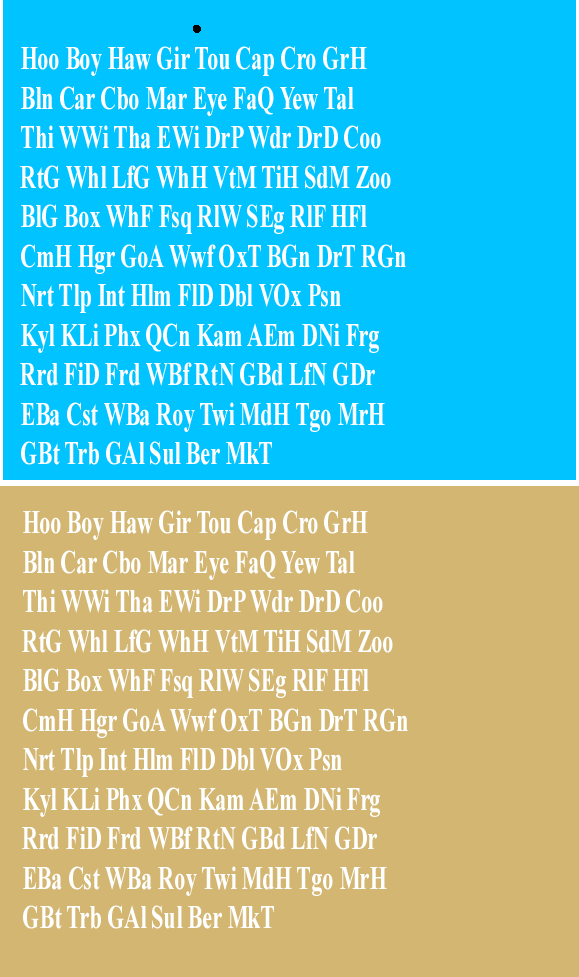 Hoo Boy Haw Gir Tou Cap Cro GrH
Bln Car Cbo Mar Eye FaQ Yew Tal
Thi WWi Tha EWi DrP Wdr DrD Coo
RtG Whl LfG WhH VtM TiH SdM Zoo
BlG Box WhF Fsq RlW SEg RlF HFl
CmH Hgr GoA Wwf OxT BGn DrT RGn
Nrt Tlp Int Hlm FlD Dbl VOx Psn
Kyl KLi Phx QCn Kam AEm DNi Frg
Rrd FiD Frd WBf RtN GBd LfN GDr
EBa Cst WBa Roy Twi MdH Tgo MrH
GBt Trb GAl Sul Ber MkT
Hoo Boy Haw Gir Tou Cap Cro GrH
Bln Car Cbo Mar Eye FaQ Yew Tal
Thi WWi Tha EWi DrP Wdr DrD Coo
RtG Whl LfG WhH VtM TiH SdM Zoo
BlG Box WhF Fsq RlW SEg RlF HFl
CmH Hgr GoA Wwf OxT BGn DrT RGn
Nrt Tlp Int Hlm FlD Dbl VOx Psn
Kyl KLi Phx QCn Kam AEm DNi Frg
Rrd FiD Frd WBf RtN GBd LfN GDr
EBa Cst WBa Roy Twi MdH Tgo MrH
GBt Trb GAl Sul Ber MkT